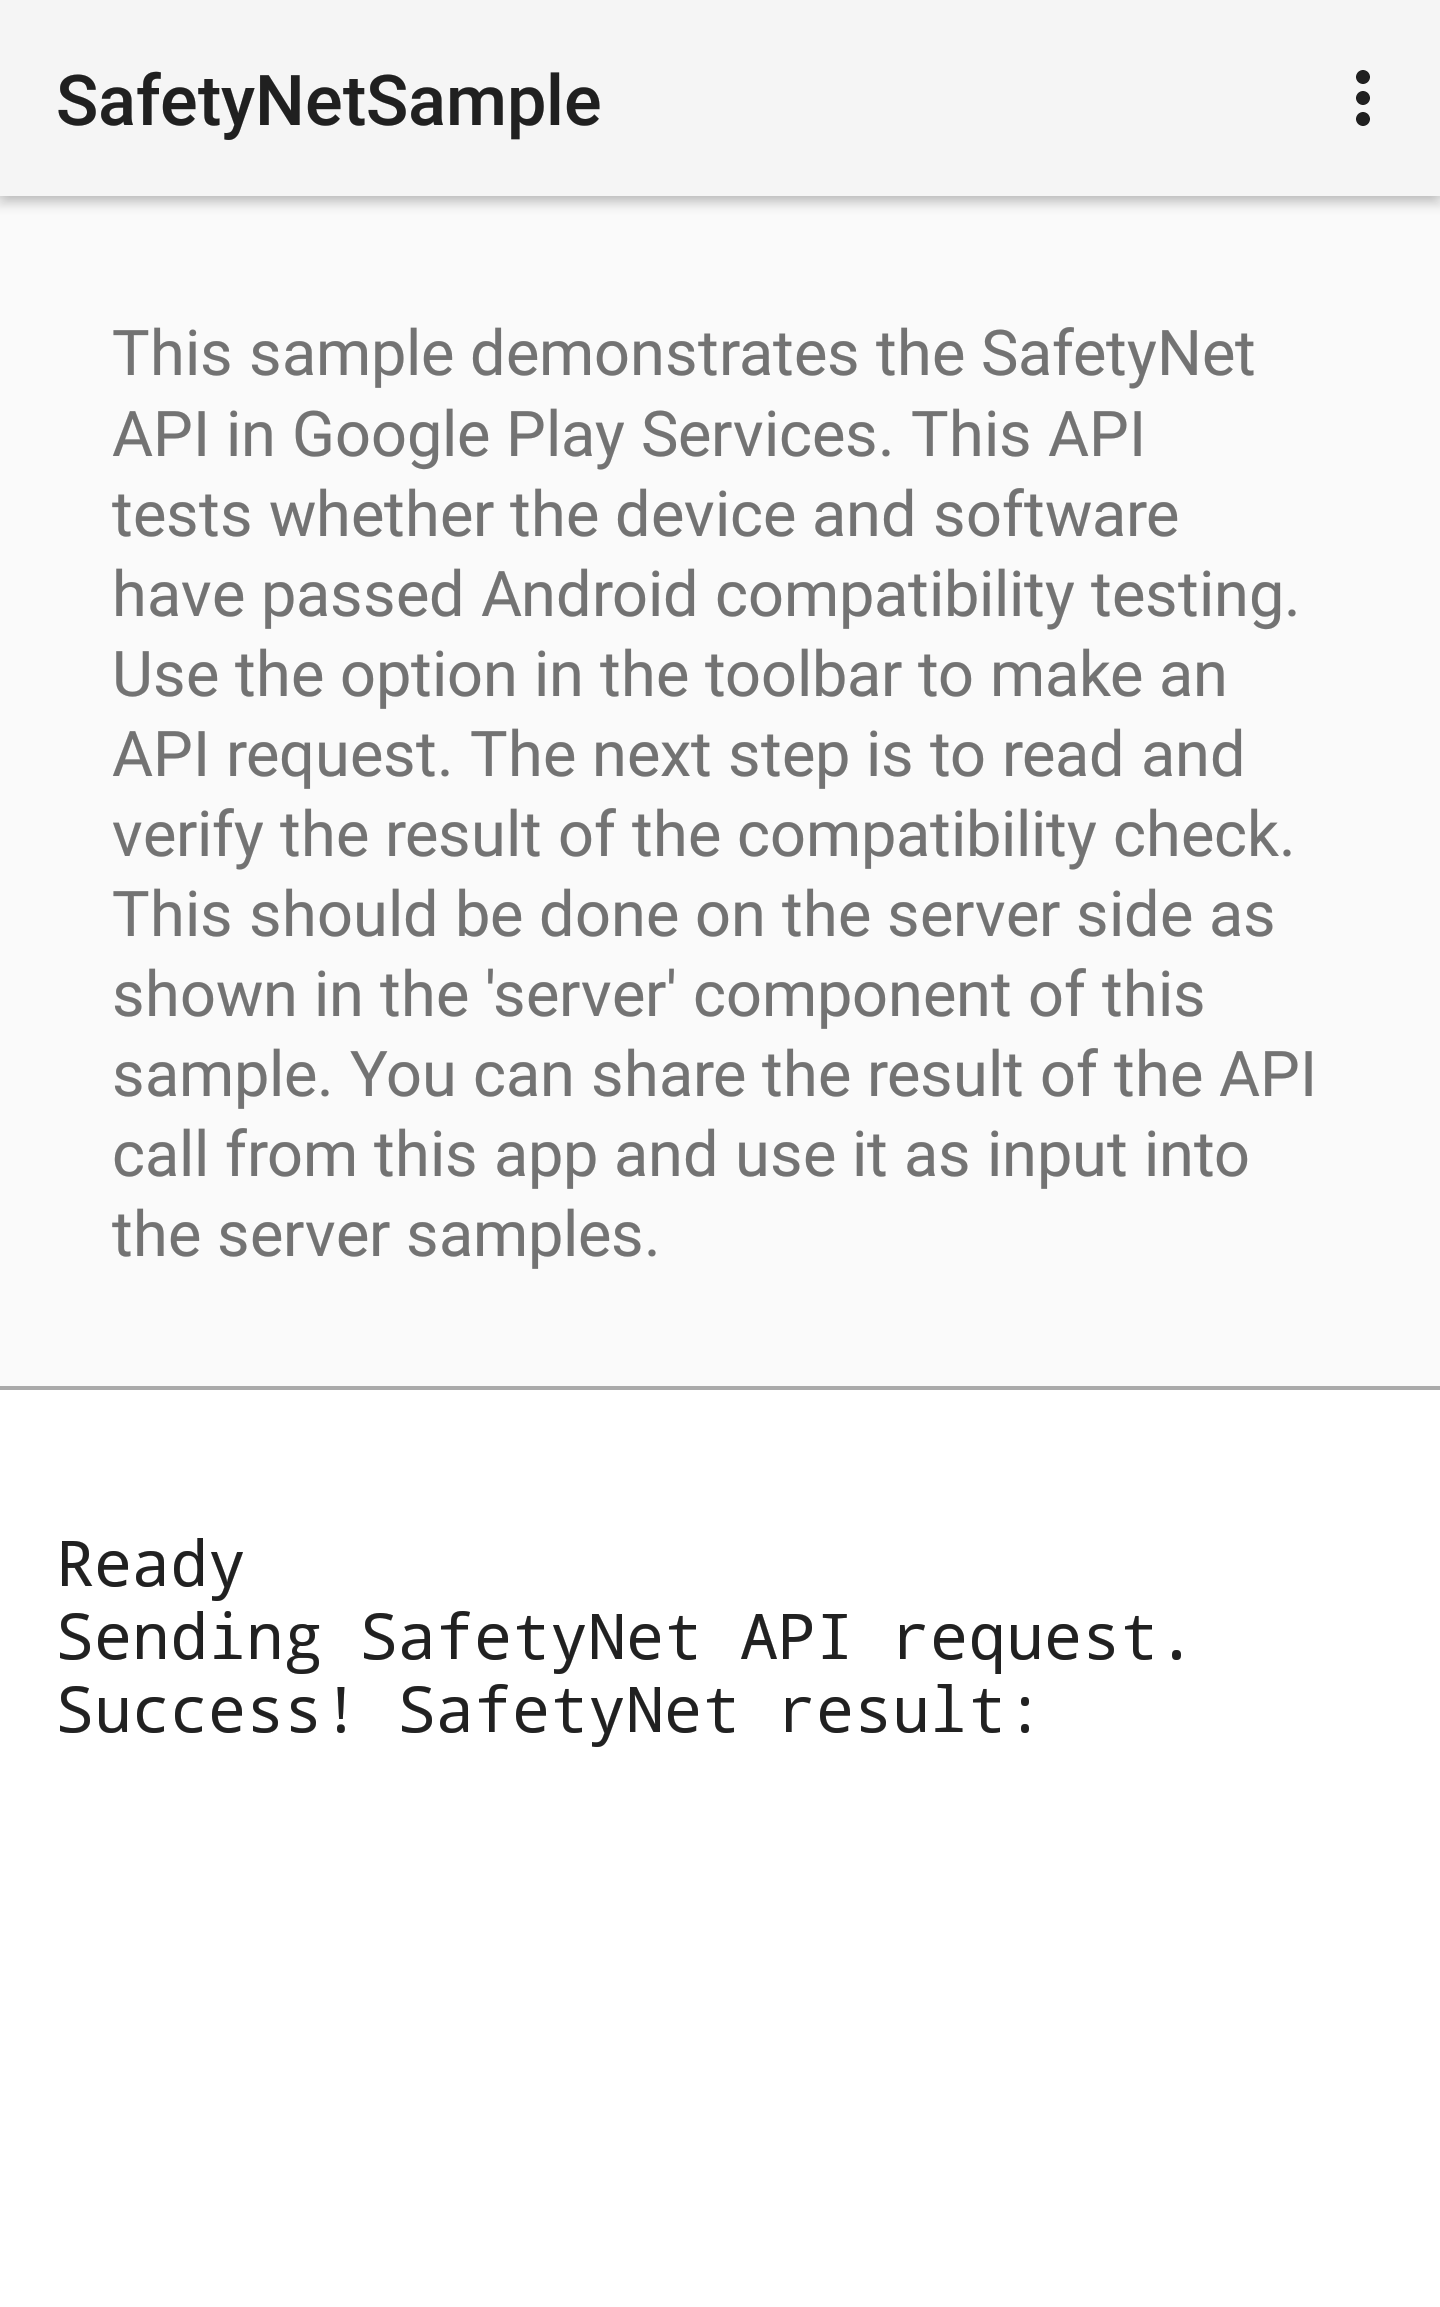 SafetyNetSample
This sample demonstrates the SafetyNet
API in Google Play Services. This API
tests whether the device and software
have passed Android compatibility testing.
Use the option in the toolbar to make an
API request. The next step is to read and
verify the result of the compatibility check.
This should be done on the server side as
shown in the 'server' component of this
sample. You can share the result of the API
call from this app and use it as input into
the server samples.
Ready
Sending SafetyNet API request.
Success! SafetyNet result: